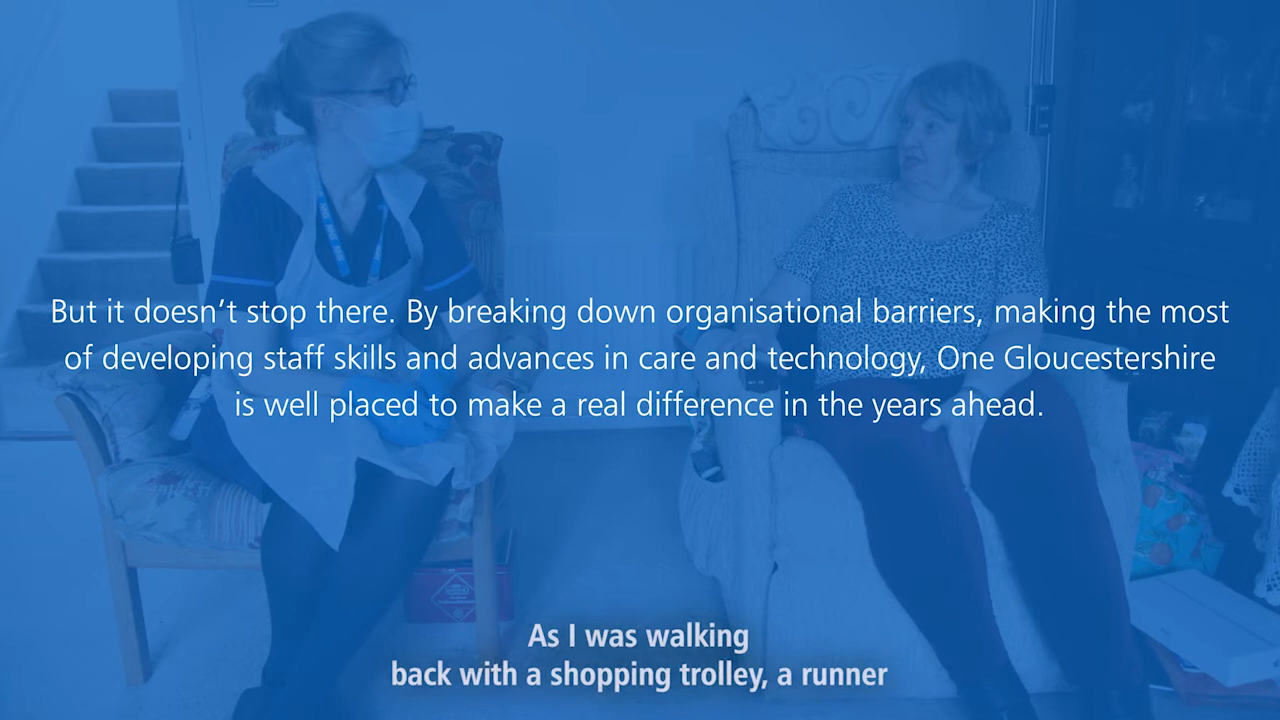 But it doesn’t stop there. By breaking down organisational barriers, making the most
of developing staff skills and advances in care and technology, One Gloucestershire
is well placed to make a real difference in the years ahead.
As I was walking
back with a shopping trolley, a runner